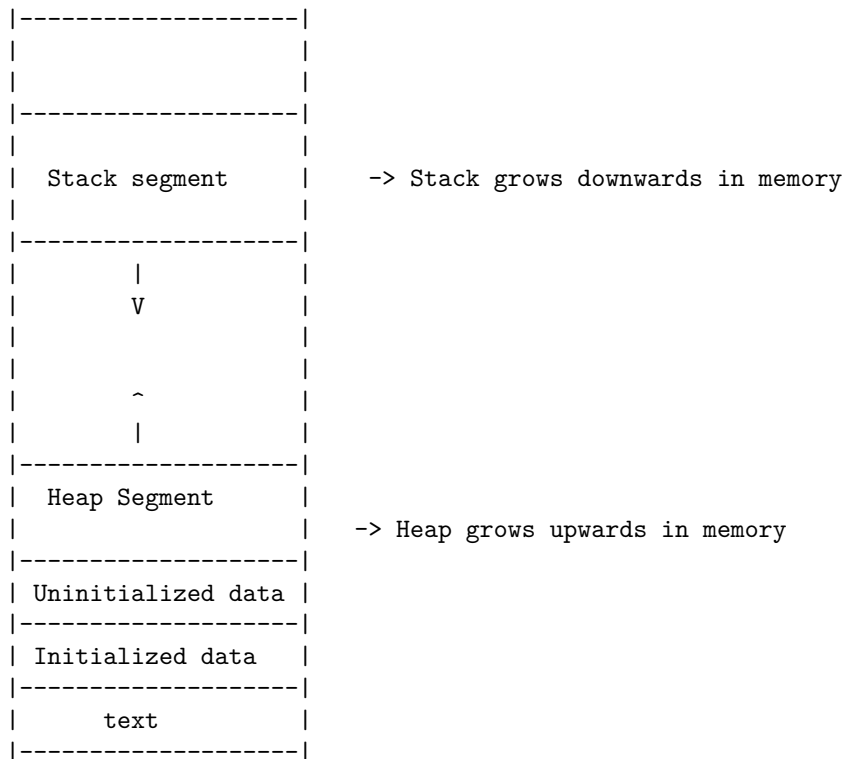 |--------------------|
|                    |
|                    |
|--------------------|
|                    |
|  Stack segment     |    -> Stack grows downwards in memory
|                    |
|--------------------|
|        |           |
|        V           |
|                    |
|                    |
|        ^           |
|        |           |
|--------------------|
|  Heap Segment      |
|                    |   -> Heap grows upwards in memory
|--------------------|
| Uninitialized data |
|--------------------|
| Initialized data   |
|--------------------|
|      text          |
|--------------------|